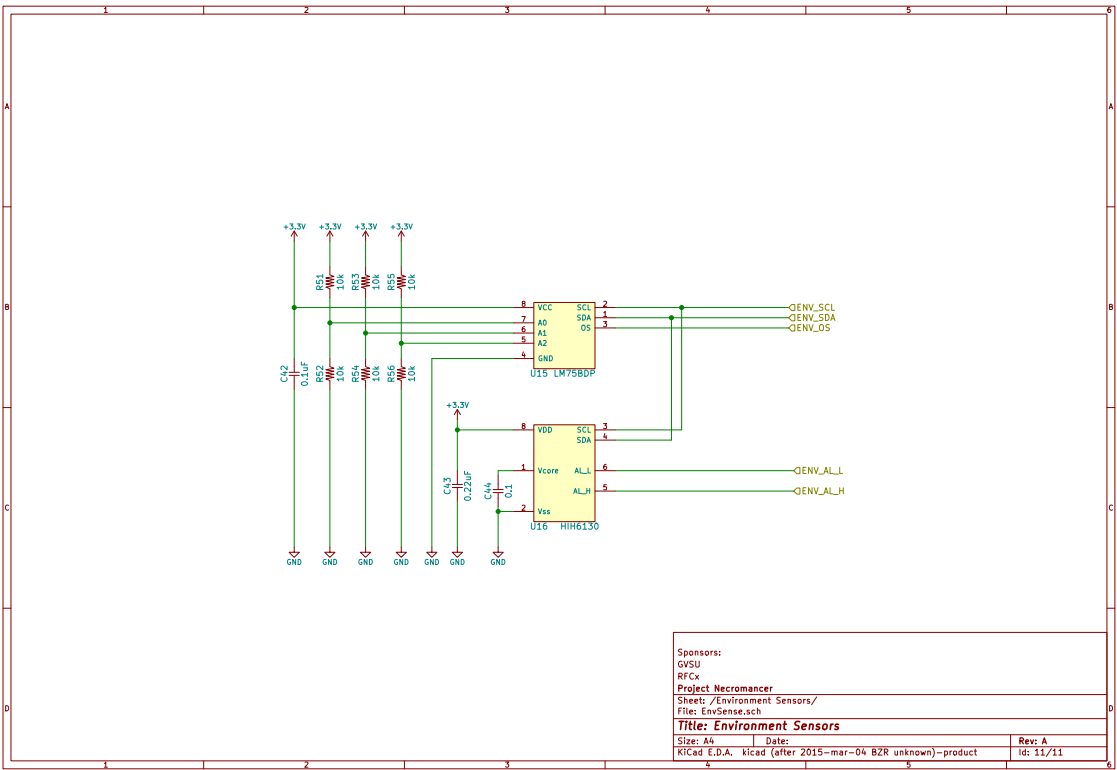 1 2 3 4 5 6
A A
+3.3V +3.3V +3.3V +3.3V
R51 10k R53 10k R55 10k
B B
8 VCC SCL 2 ENV_SCL
7 A0 SDA 1 ENV_SDA
6 A1 OS 3 ENV_OS
5 A2
4 GND
U15 LM75BDP
C42 0.1uF R52 10k R54 10k R56 10k
+3.3V
8 VDD SCL 3
SDA 4
1 Vcore AL_L 6 ENV_AL_L
C43 0.22uF C44 0.1
AL_H 5 ENV_AL_H
C C
2 Vss
U16 HIH6130
GND GND GND GND GND GND GND
Sponsors:
GVSU
RFCx
Project Necromancer
Sheet: /Environment Sensors/
File: EnvSense.sch
D D
Title: Environment Sensors
Size: A4 Date: Rev: A
KiCad E.D.A. kicad (after 2015-mar-04 BZR unknown)-product Id: 11/11
1 2 3 4 5 6